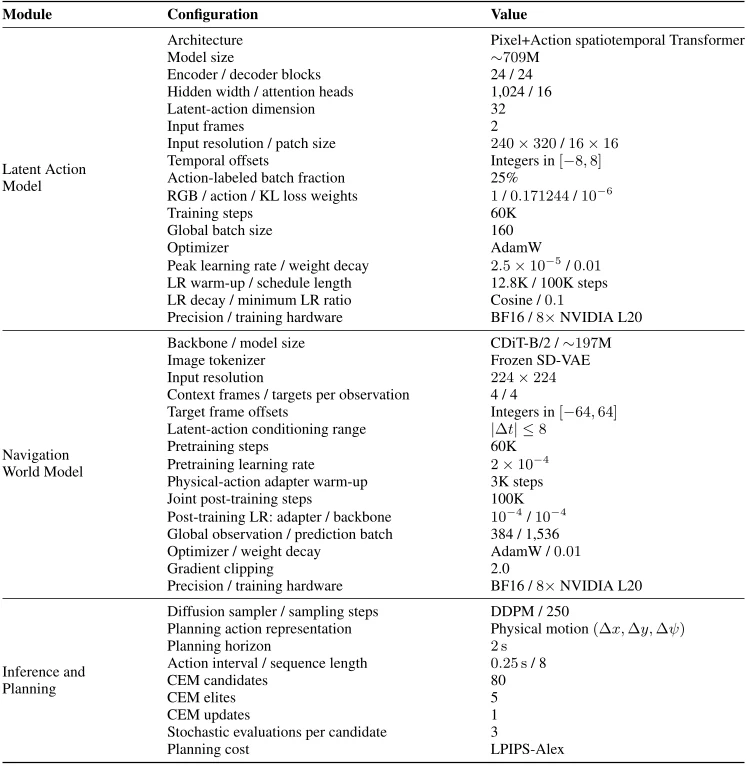 Module Configuration Value
Architecture Pixel+Action spatiotemporal Transformer
Model size ∼709M
Encoder / decoder blocks 24 / 24
Hidden width / attention heads 1,024 / 16
Latent-action dimension 32
Input frames 2
Input resolution / patch size 240 × 320 / 16 × 16
Temporal offsets Integers in [−8, 8]
Latent Action
Model
Action-labeled batch fraction 25%
RGB / action / KL loss weights 1 / 0.171244 / 10⁻⁶
Training steps 60K
Global batch size 160
Optimizer AdamW
Peak learning rate / weight decay 2.5 × 10⁻⁵ / 0.01
LR warm-up / schedule length 12.8K / 100K steps
LR decay / minimum LR ratio Cosine / 0.1
Precision / training hardware BF16 / 8× NVIDIA L20
Backbone / model size CDiT-B/2 / ∼197M
Image tokenizer Frozen SD-VAE
Input resolution 224 × 224
Context frames / targets per observation 4 / 4
Target frame offsets Integers in [−64, 64]
Latent-action conditioning range |Δt| ≤ 8
Pretraining steps 60K
Navigation
World Model
Pretraining learning rate 2 × 10⁻⁴
Physical-action adapter warm-up 3K steps
Joint post-training steps 100K
Post-training LR: adapter / backbone 10⁻⁴ / 10⁻⁴
Global observation / prediction batch 384 / 1,536
Optimizer / weight decay AdamW / 0.01
Gradient clipping 2.0
Precision / training hardware BF16 / 8× NVIDIA L20
Diffusion sampler / sampling steps DDPM / 250
Planning action representation Physical motion (Δx, Δy, Δψ)
Planning horizon 2 s
Action interval / sequence length 0.25 s / 8
Inference and
Planning
CEM candidates 80
CEM elites 5
CEM updates 1
Stochastic evaluations per candidate 3
Planning cost LPIPS-Alex